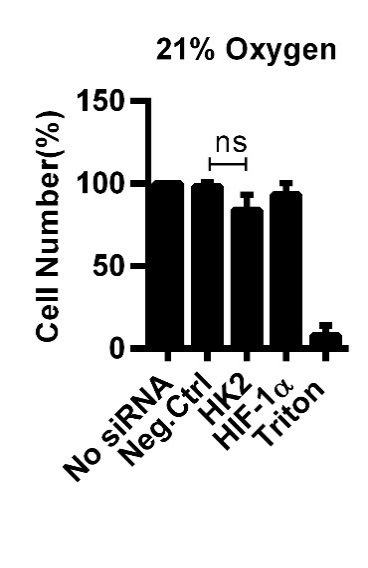 21% Oxygen
Cell Number(%)
150
100
50
0
ns
No siRNA
Neg.Ctrl
HK2
HIF-1α
Triton